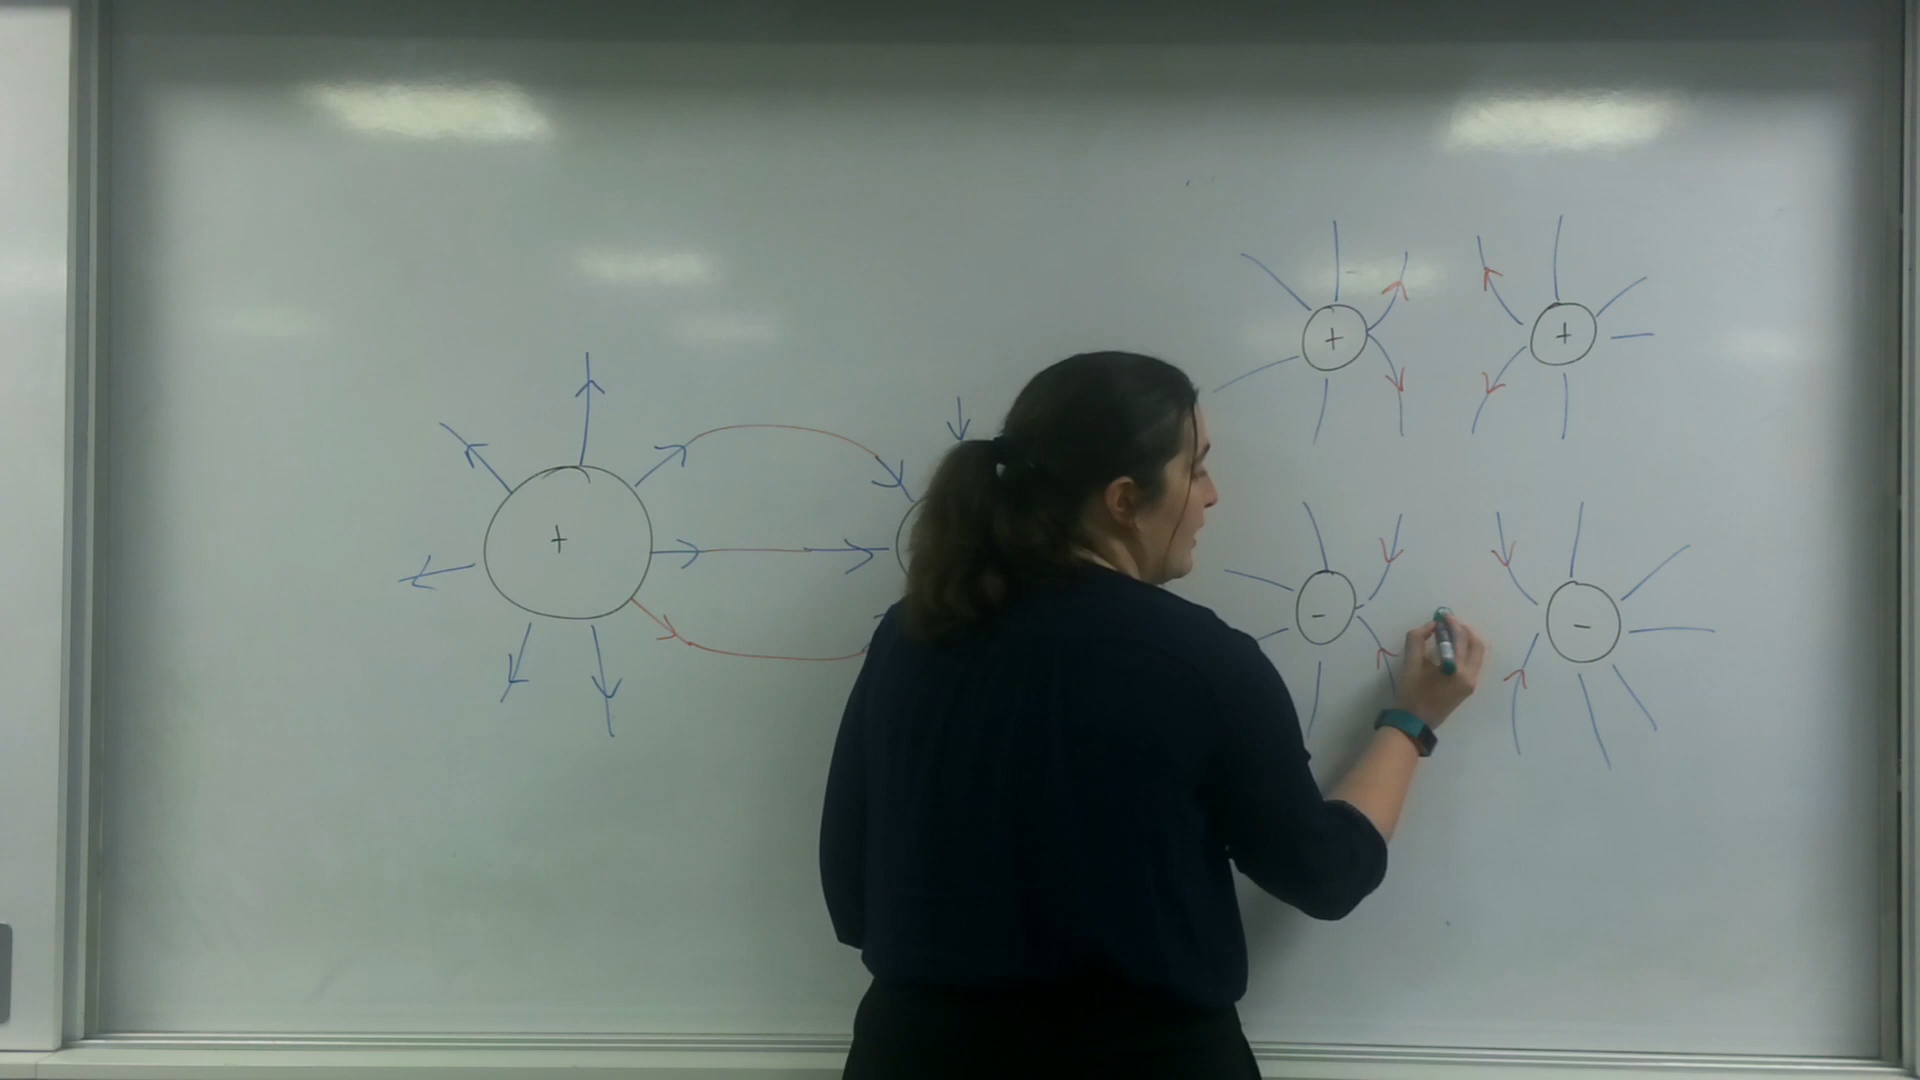 + +
+
- -